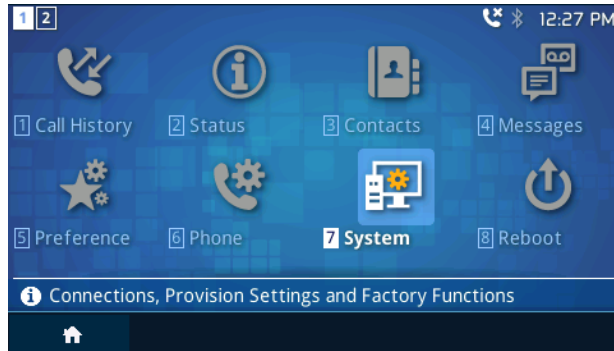 1 2 12:27 PM
1 Call History 2 Status 3 Contacts 4 Messages
5 Preference 6 Phone 7 System 8 Reboot
Connections, Provision Settings and Factory Functions